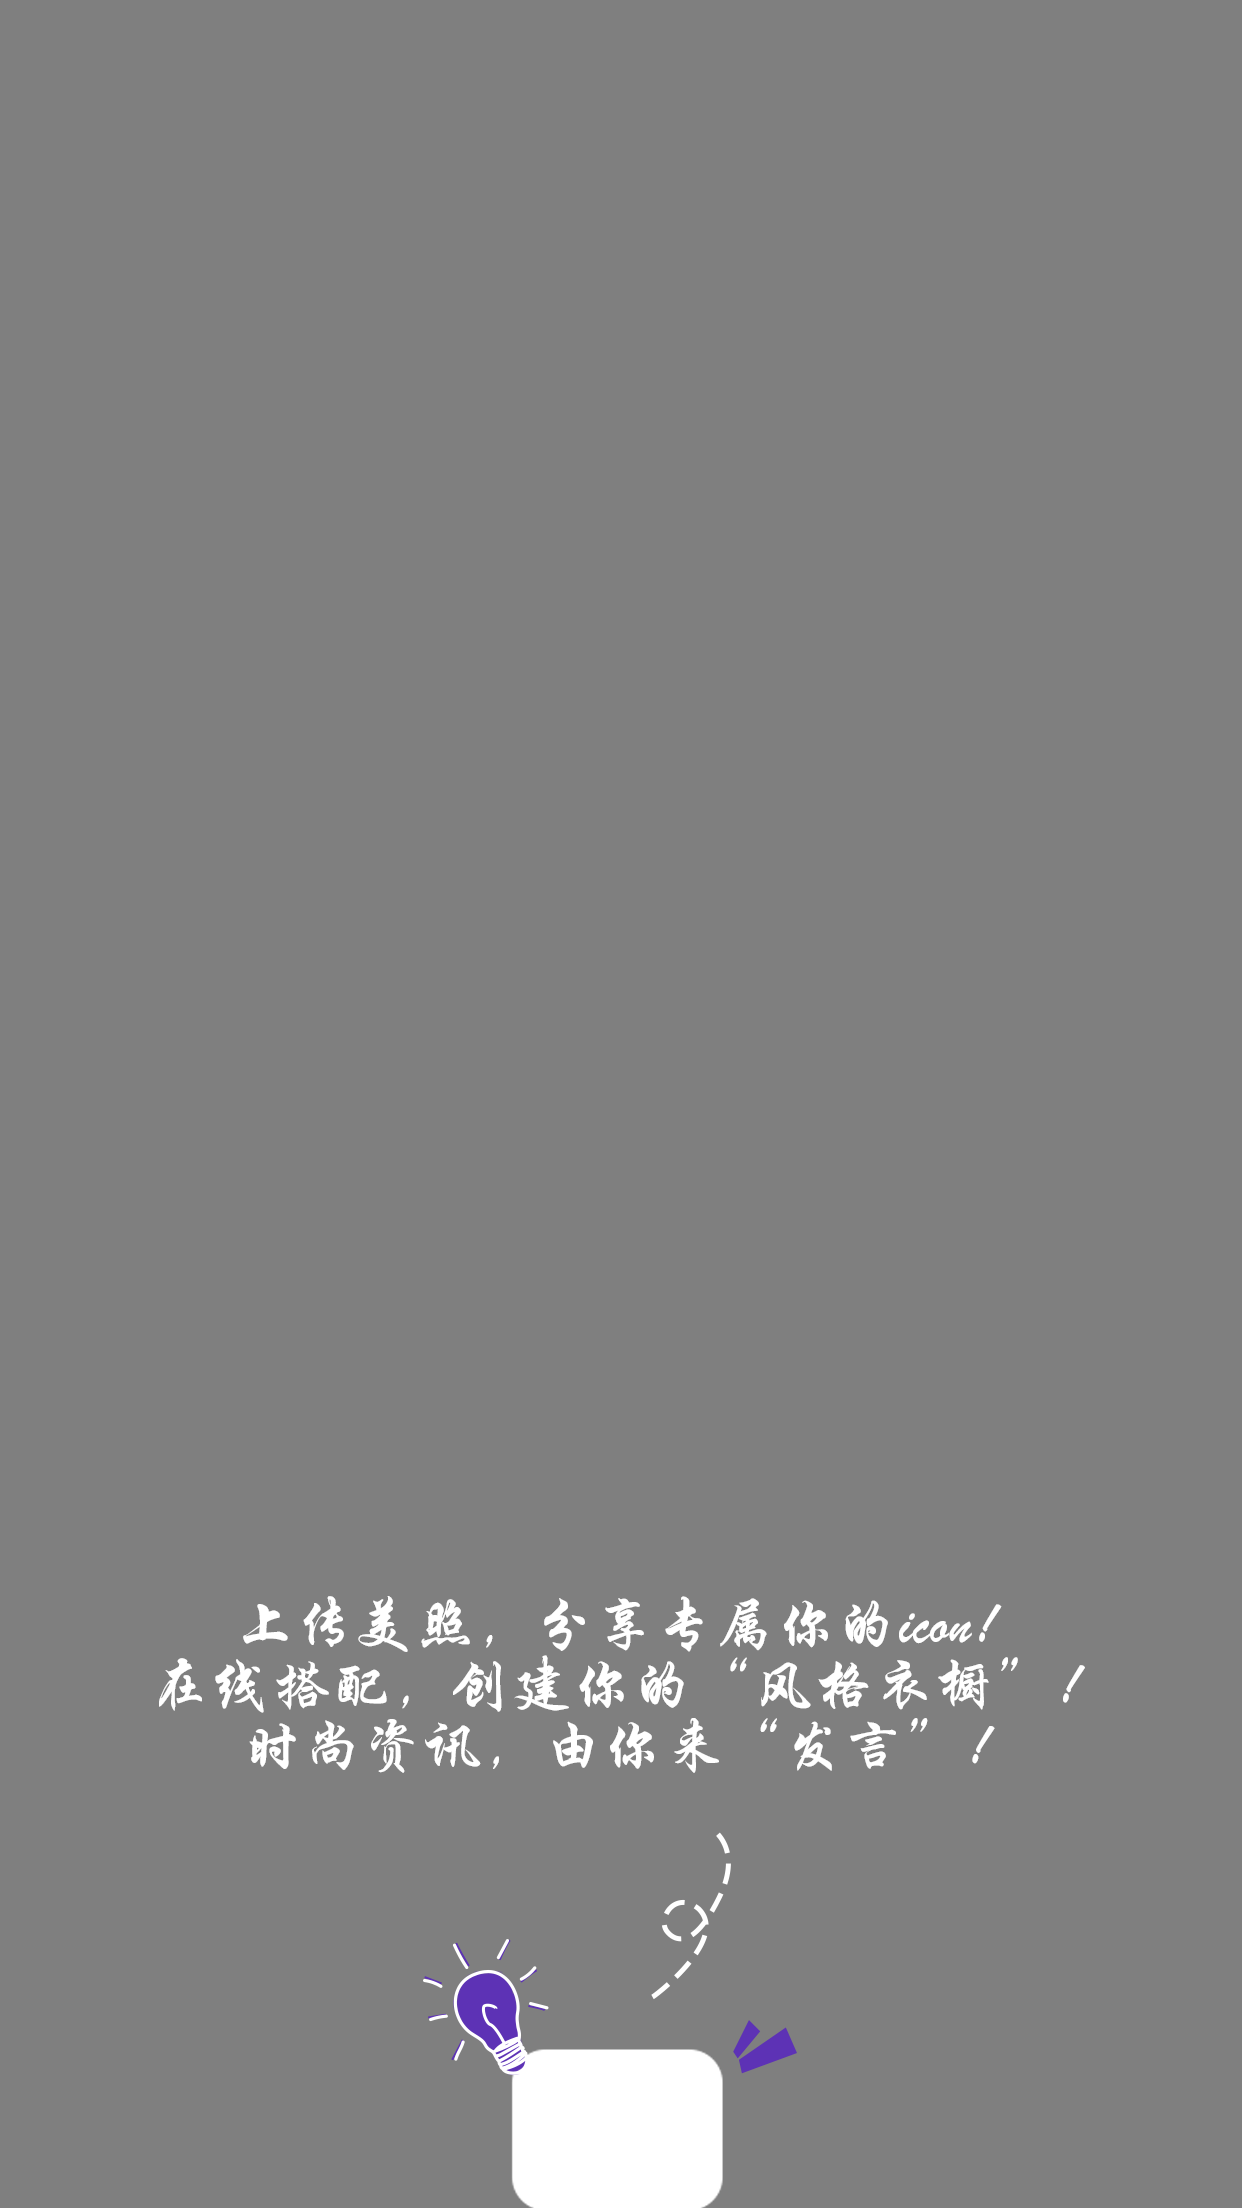 上传美照，分享专属你的icon!
在线搭配，创建你的“风格衣橱”！
时尚资讯，由你来“发言”！